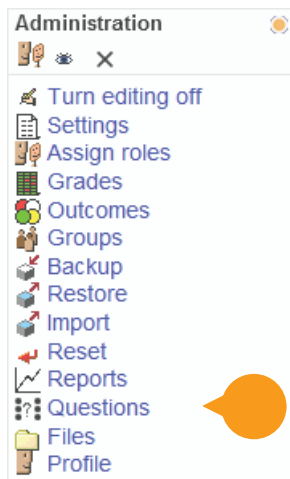 Administration
Turn editing off
Settings
Assign roles
Grades
Outcomes
Groups
Backup
Restore
Import
Reset
Reports
Questions
Files
Profile